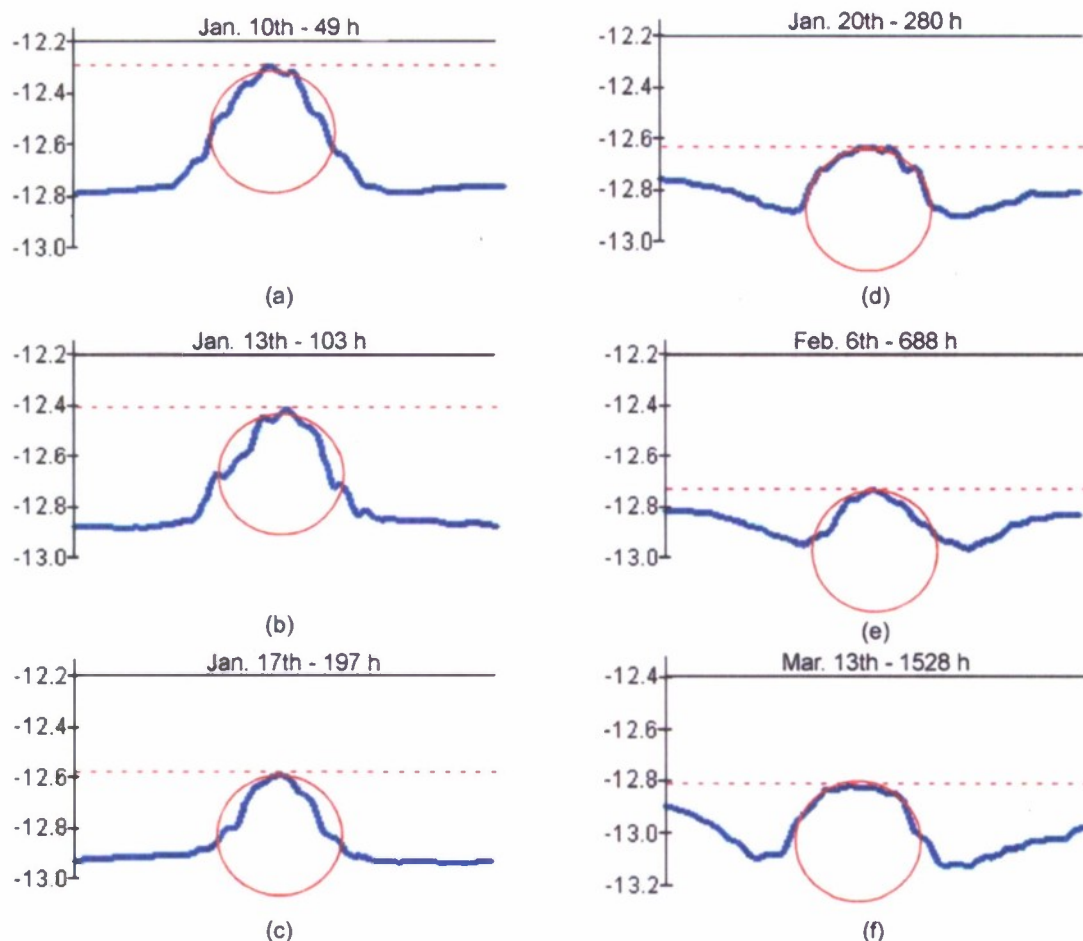 Jan. 10th - 49 h
-12.2
-12.4
-12.6
-12.8
-13.0
(a)
Jan. 13th - 103 h
-12.2
-12.4
-12.6
-12.8
-13.0
(b)
Jan. 17th - 197 h
-12.2
-12.4
-12.6
-12.8
-13.0
(c)
Jan. 20th - 280 h
-12.2
-12.4
-12.6
-12.8
-13.0
(d)
Feb. 6th - 688 h
-12.2
-12.4
-12.6
-12.8
-13.0
(e)
Mar. 13th - 1528 h
-12.4
-12.6
-12.8
-13.0
-13.2
(f)